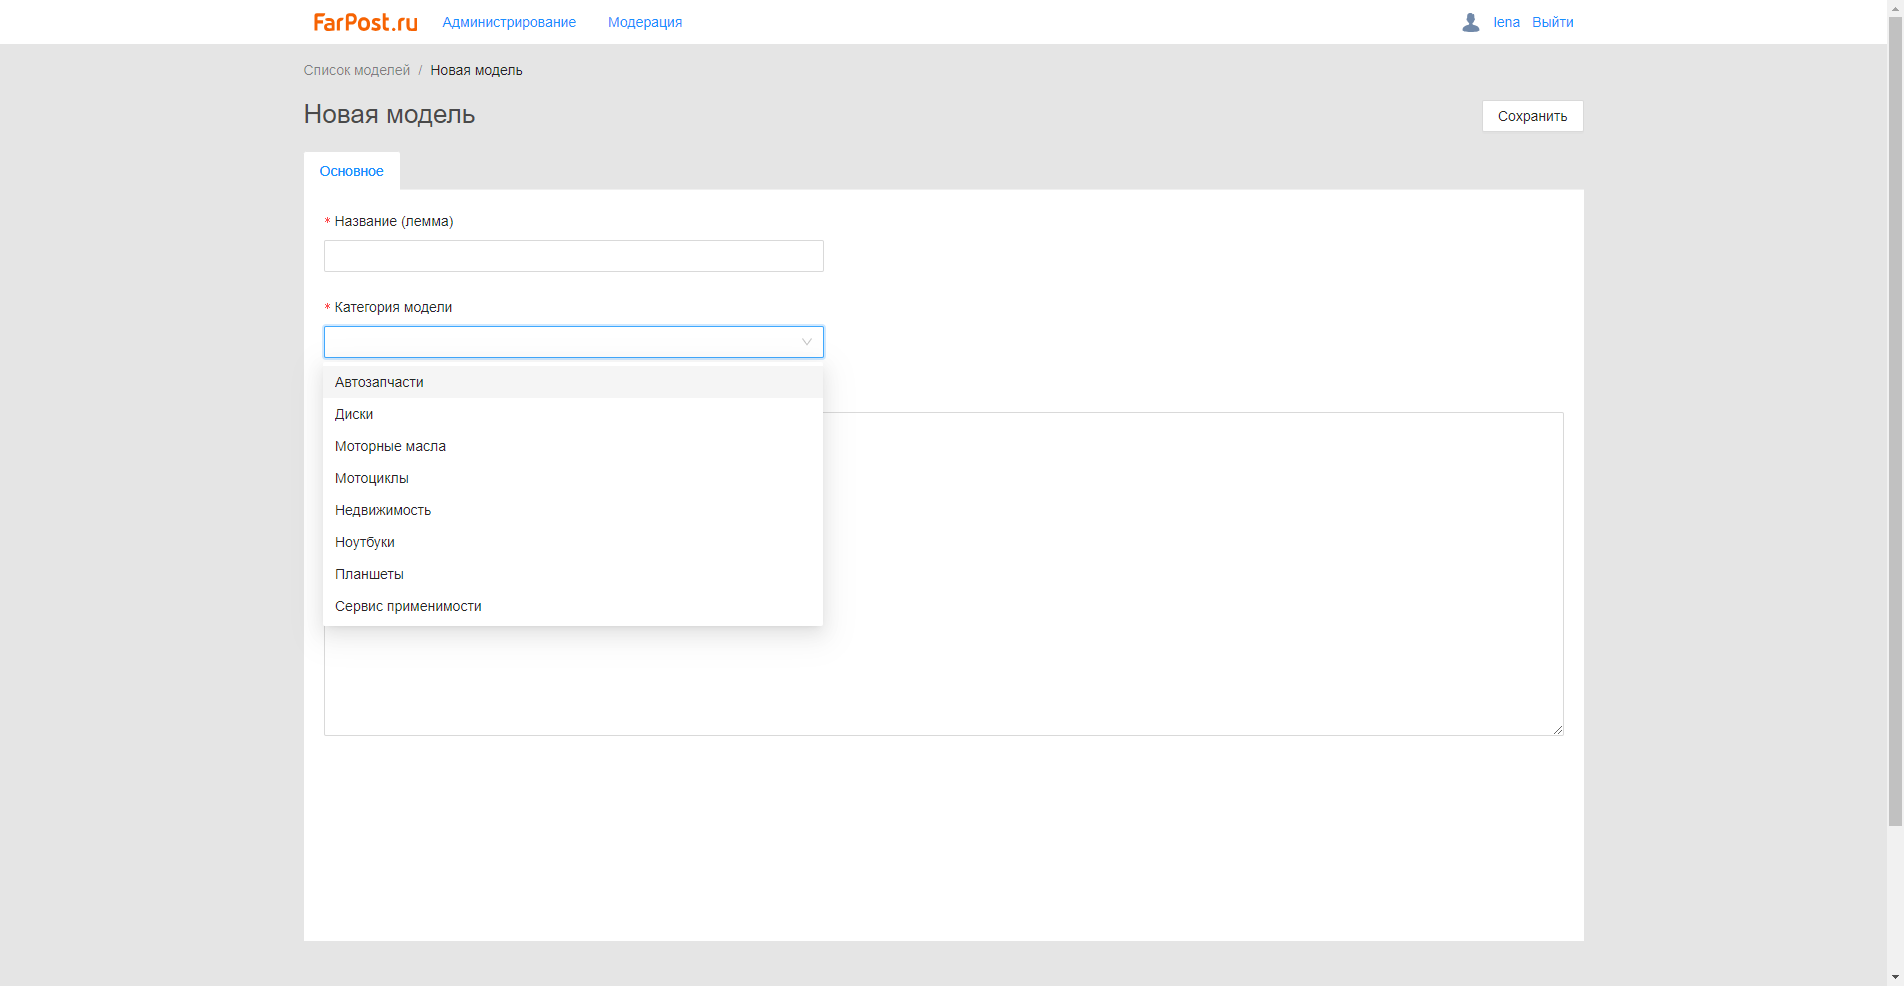 FarPost.ru Администрирование Модерация lena Выйти
Список моделей / Новая модель
Новая модель Сохранить
Основное
* Название (лемма)
* Категория модели
Автозапчасти
Диски
Моторные масла
Мотоциклы
Недвижимость
Ноутбуки
Планшеты
Сервис применимости